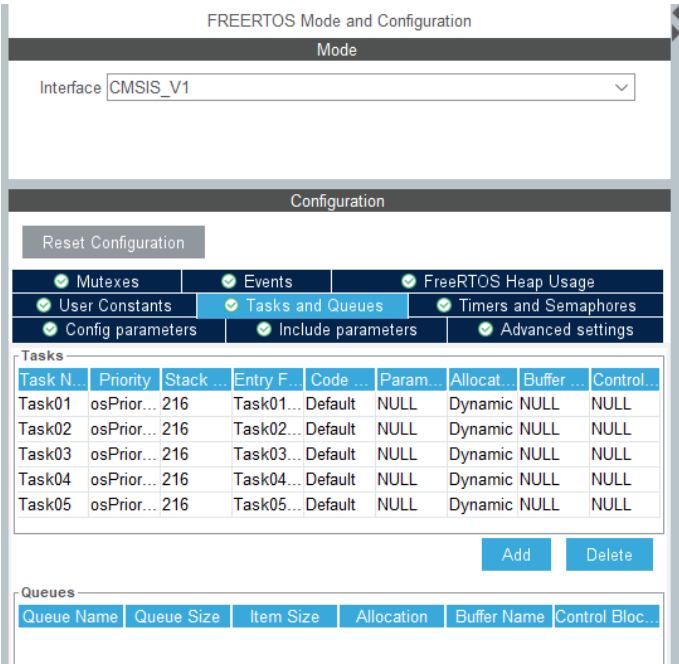 FREERTOS Mode and Configuration
Mode
Interface CMSIS_V1
Configuration
Reset Configuration
Mutexes Events FreeRTOS Heap Usage
User Constants Tasks and Queues Timers and Semaphores
Config parameters Include parameters Advanced settings
Tasks
Task N... Priority Stack ... Entry F... Code ... Param... Allocat... Buffer ... Control...
Task01 osPrior... 216 Task01... Default NULL Dynamic NULL NULL
Task02 osPrior... 216 Task02... Default NULL Dynamic NULL NULL
Task03 osPrior... 216 Task03... Default NULL Dynamic NULL NULL
Task04 osPrior... 216 Task04... Default NULL Dynamic NULL NULL
Task05 osPrior... 216 Task05... Default NULL Dynamic NULL NULL
Add Delete
Queues
Queue Name Queue Size Item Size Allocation Buffer Name Control Bloc...